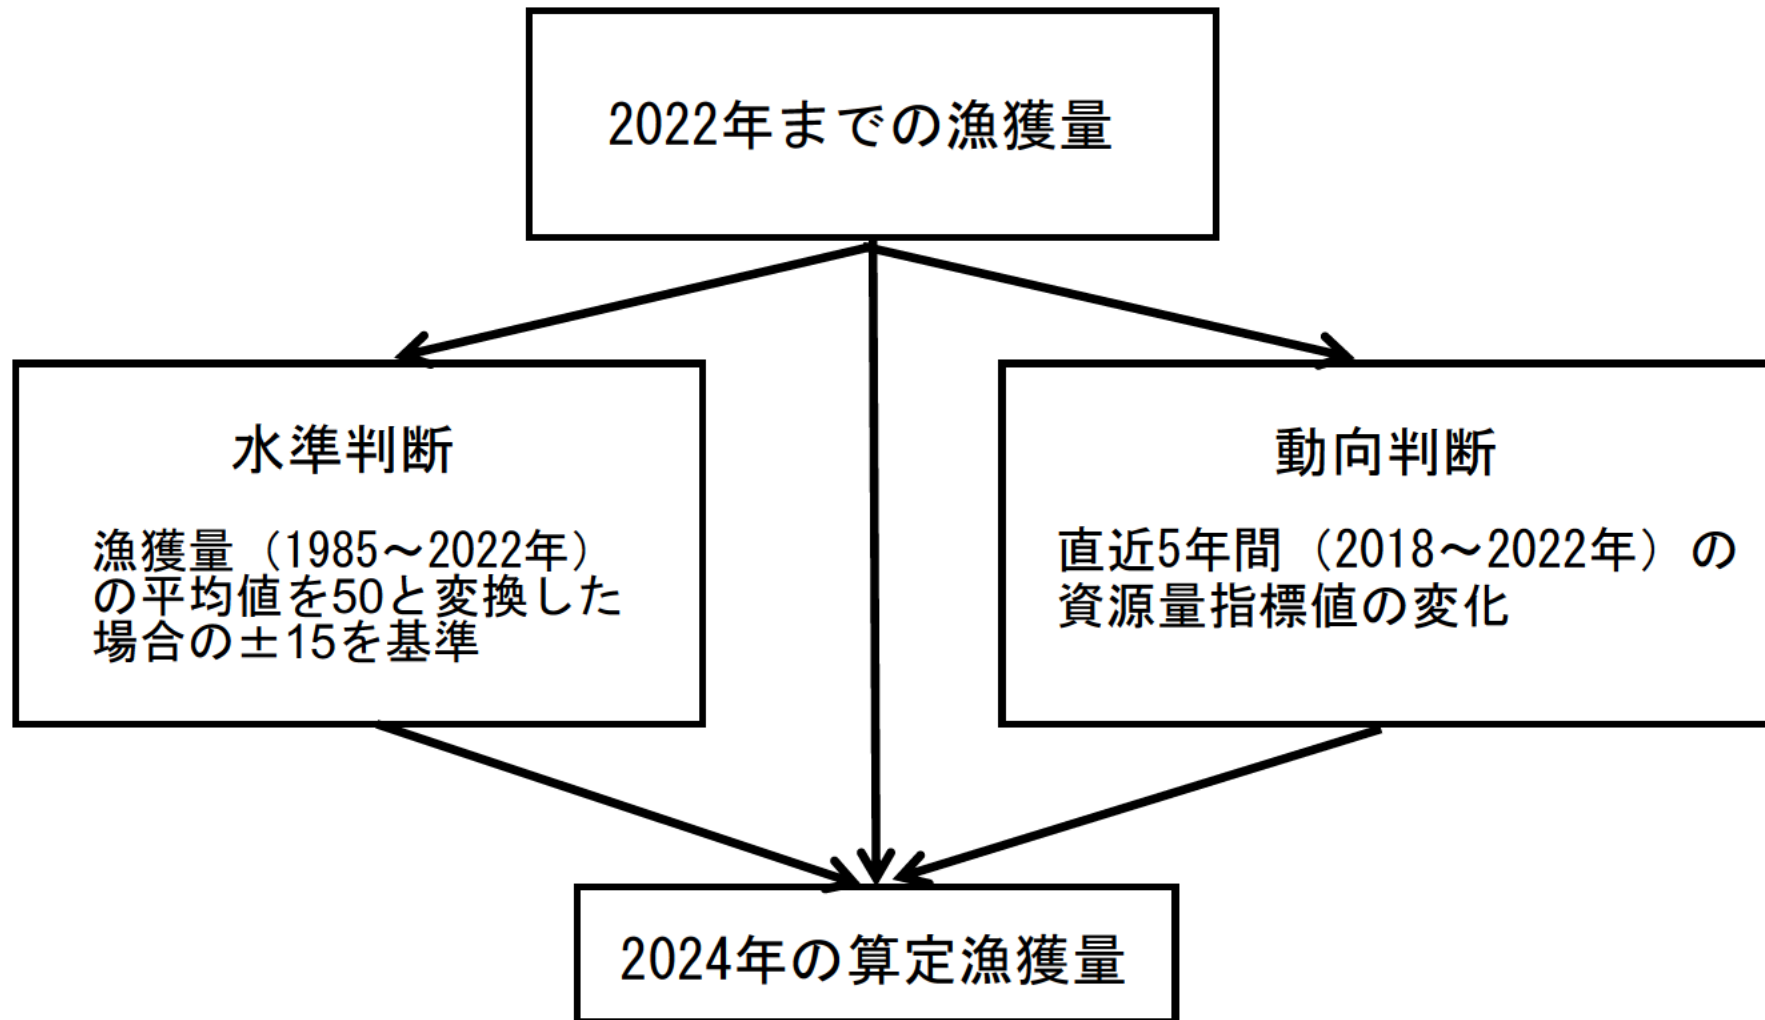 2022年までの漁獲量
水準判断
漁獲量（1985～2022年）
の平均値を50と変換した
場合の±15を基準
動向判断
直近5年間（2018～2022年）の
資源量指標値の変化
2024年の算定漁獲量